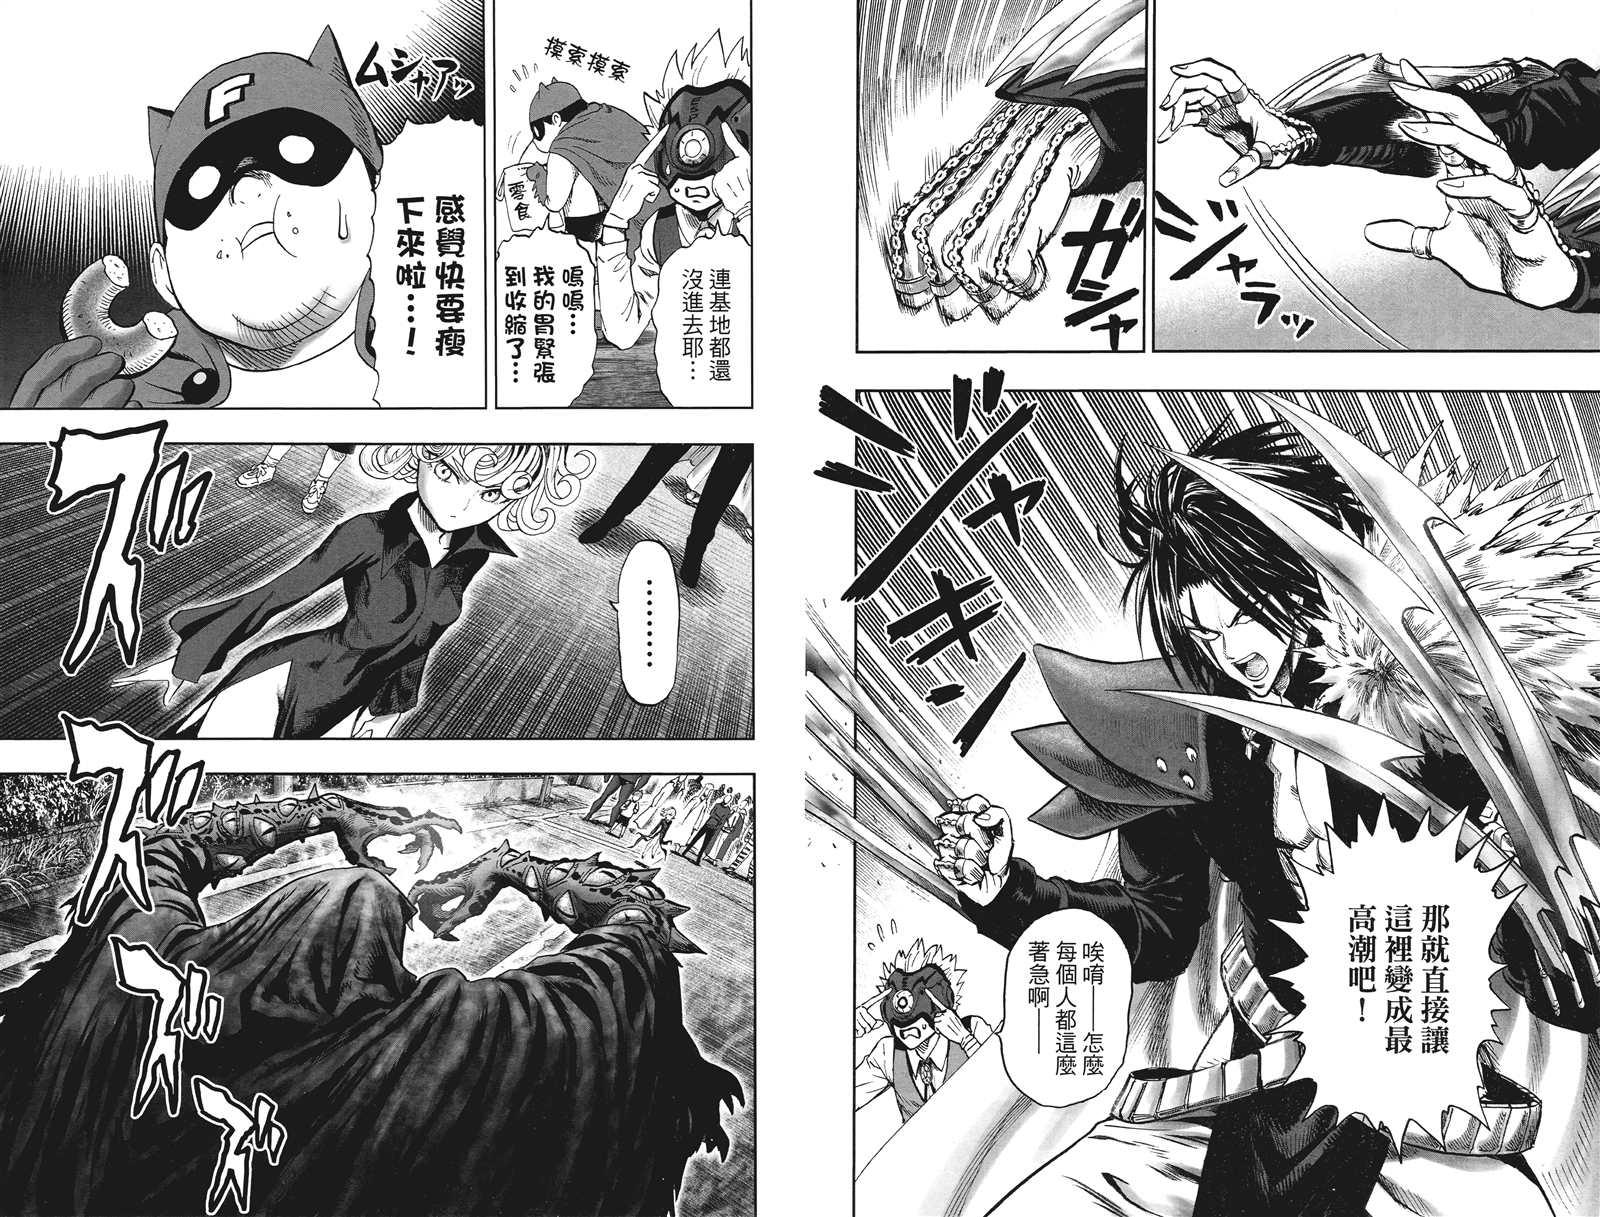 ジャラッ
ガシャ
ジャキン
那就直接讓
這裡變成最
高潮吧！
唉唷——怎麼
每個人都這麼
著急啊——
連基地都還
沒進去耶…
摸索摸索
零食
嗚嗚…
我的胃緊張
到收縮了…
ムシャアッ
F
感覺快要瘦
下來啦…！
ズ
………
ズ
ズ
ズ